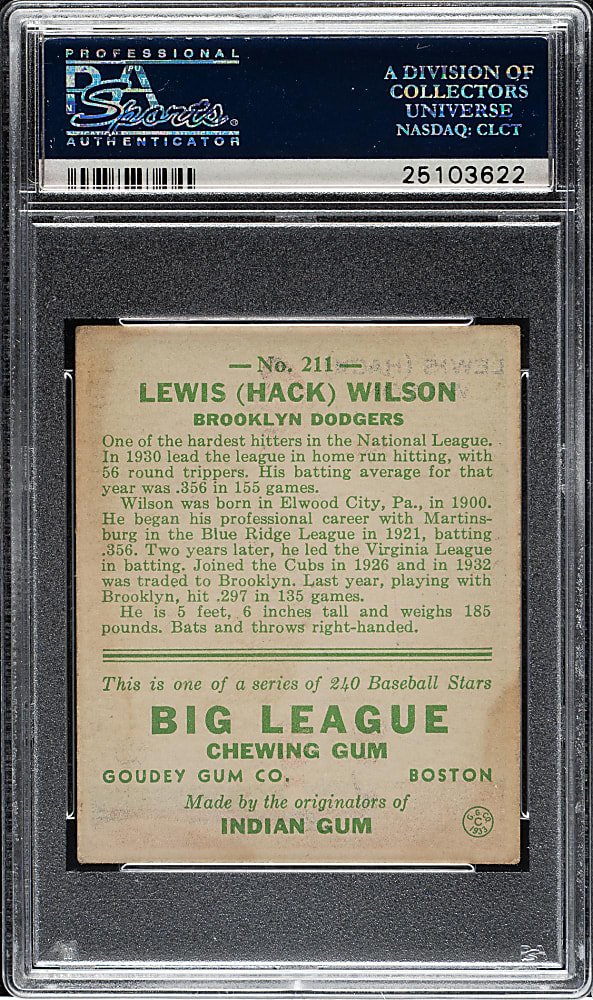 PROFESSIONAL
PSA
Sports®
AUTHENTICATOR
A DIVISION OF
COLLECTORS
UNIVERSE
NASDAQ: CLCT
25103622
— No. 211 —
LEWIS (HACK) WILSON
BROOKLYN DODGERS
One of the hardest hitters in the National League.
In 1930 lead the league in home run hitting, with
56 round trippers. His batting average for that
year was .356 in 155 games.
Wilson was born in Elwood City, Pa., in 1900.
He began his professional career with Martins-
burg in the Blue Ridge League in 1921, batting
.356. Two years later, he led the Virginia League
in batting. Joined the Cubs in 1926 and in 1932
was traded to Brooklyn. Last year, playing with
Brooklyn, hit .297 in 135 games.
He is 5 feet, 6 inches tall and weighs 185
pounds. Bats and throws right-handed.
This is one of a series of 240 Baseball Stars
BIG LEAGUE
CHEWING GUM
GOUDEY GUM CO. BOSTON
Made by the originators of
INDIAN GUM
G.G.CO.
C
1933